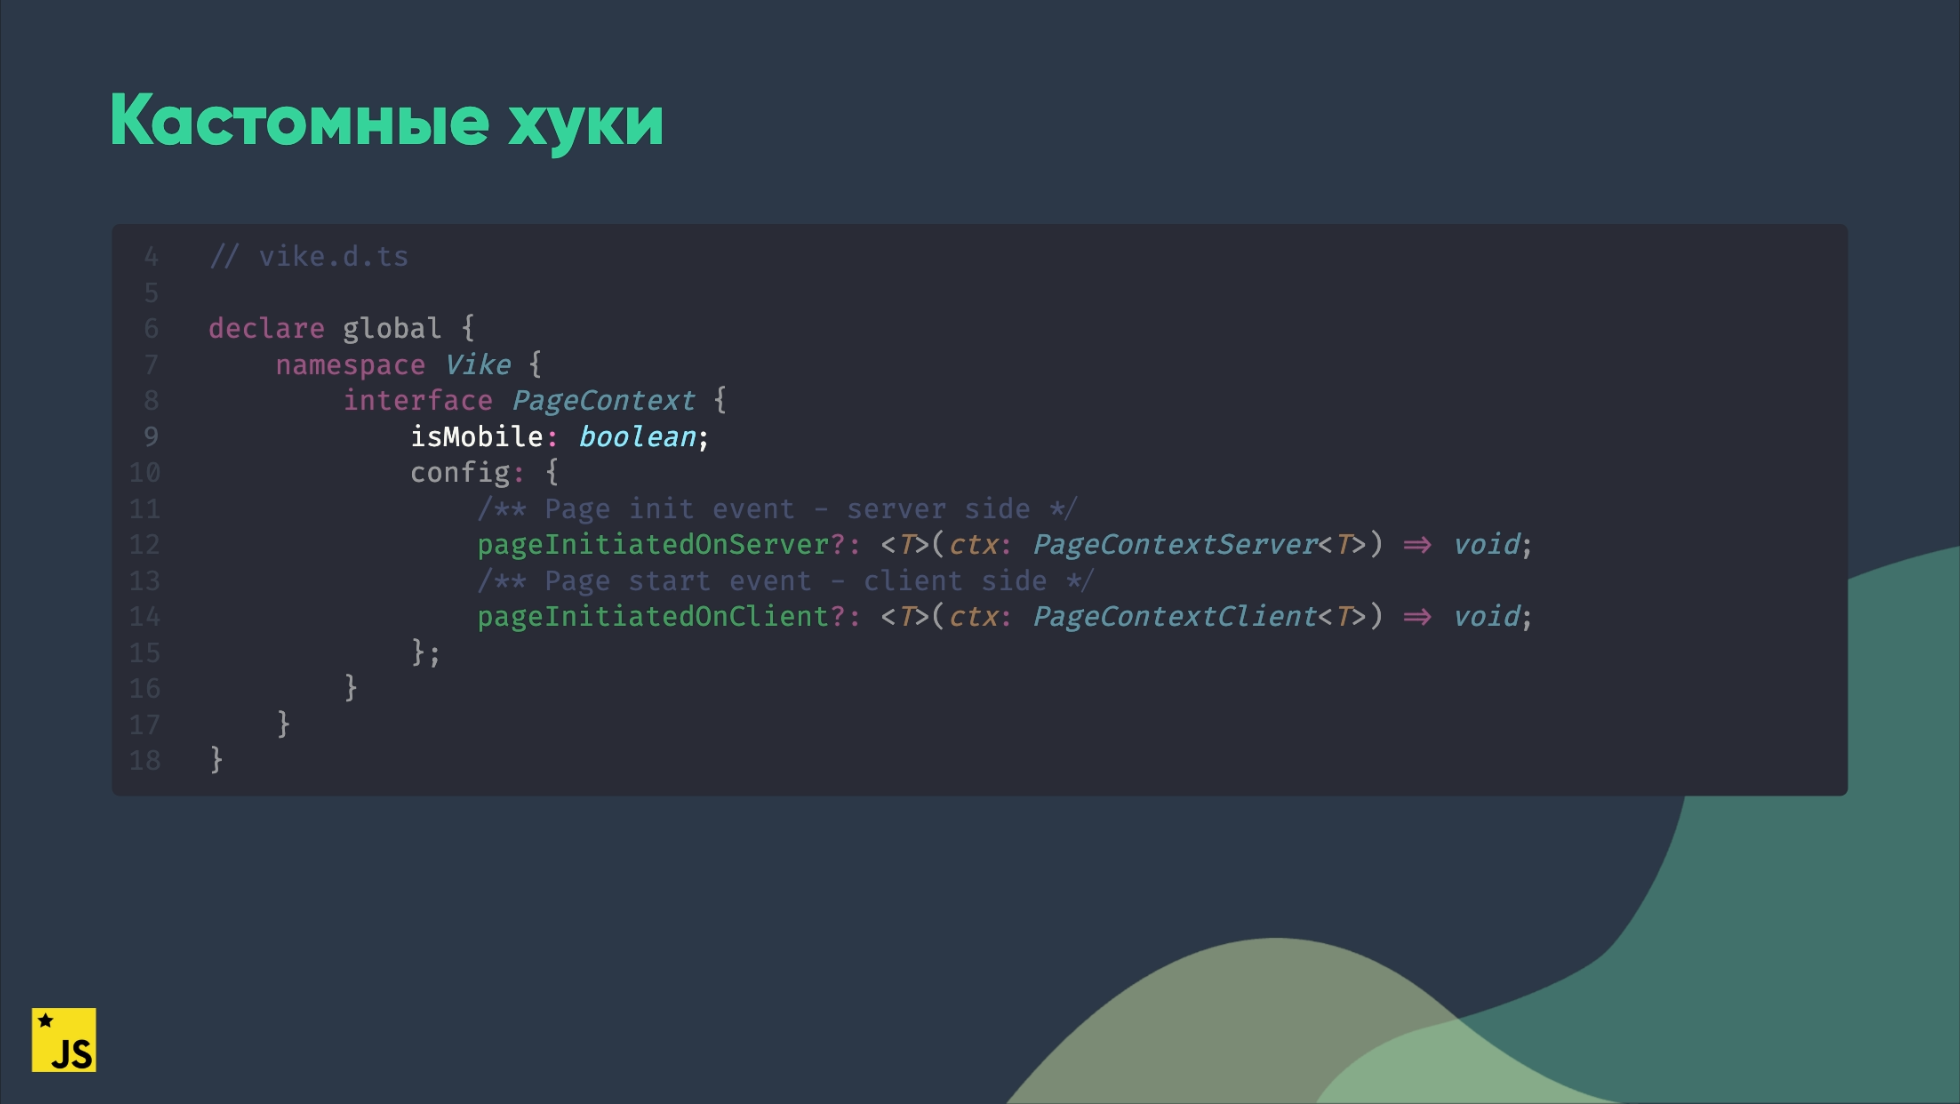 Кастомные хуки
4 // vike.d.ts
5
6 declare global {
7 namespace Vike {
8 interface PageContext {
9 isMobile: boolean;
10 config: {
11 /** Page init event - server side */
12 pageInitiatedOnServer?: <T>(ctx: PageContextServer<T>) => void;
13 /** Page start event - client side */
14 pageInitiatedOnClient?: <T>(ctx: PageContextClient<T>) => void;
15 };
16 }
17 }
18 }
JS